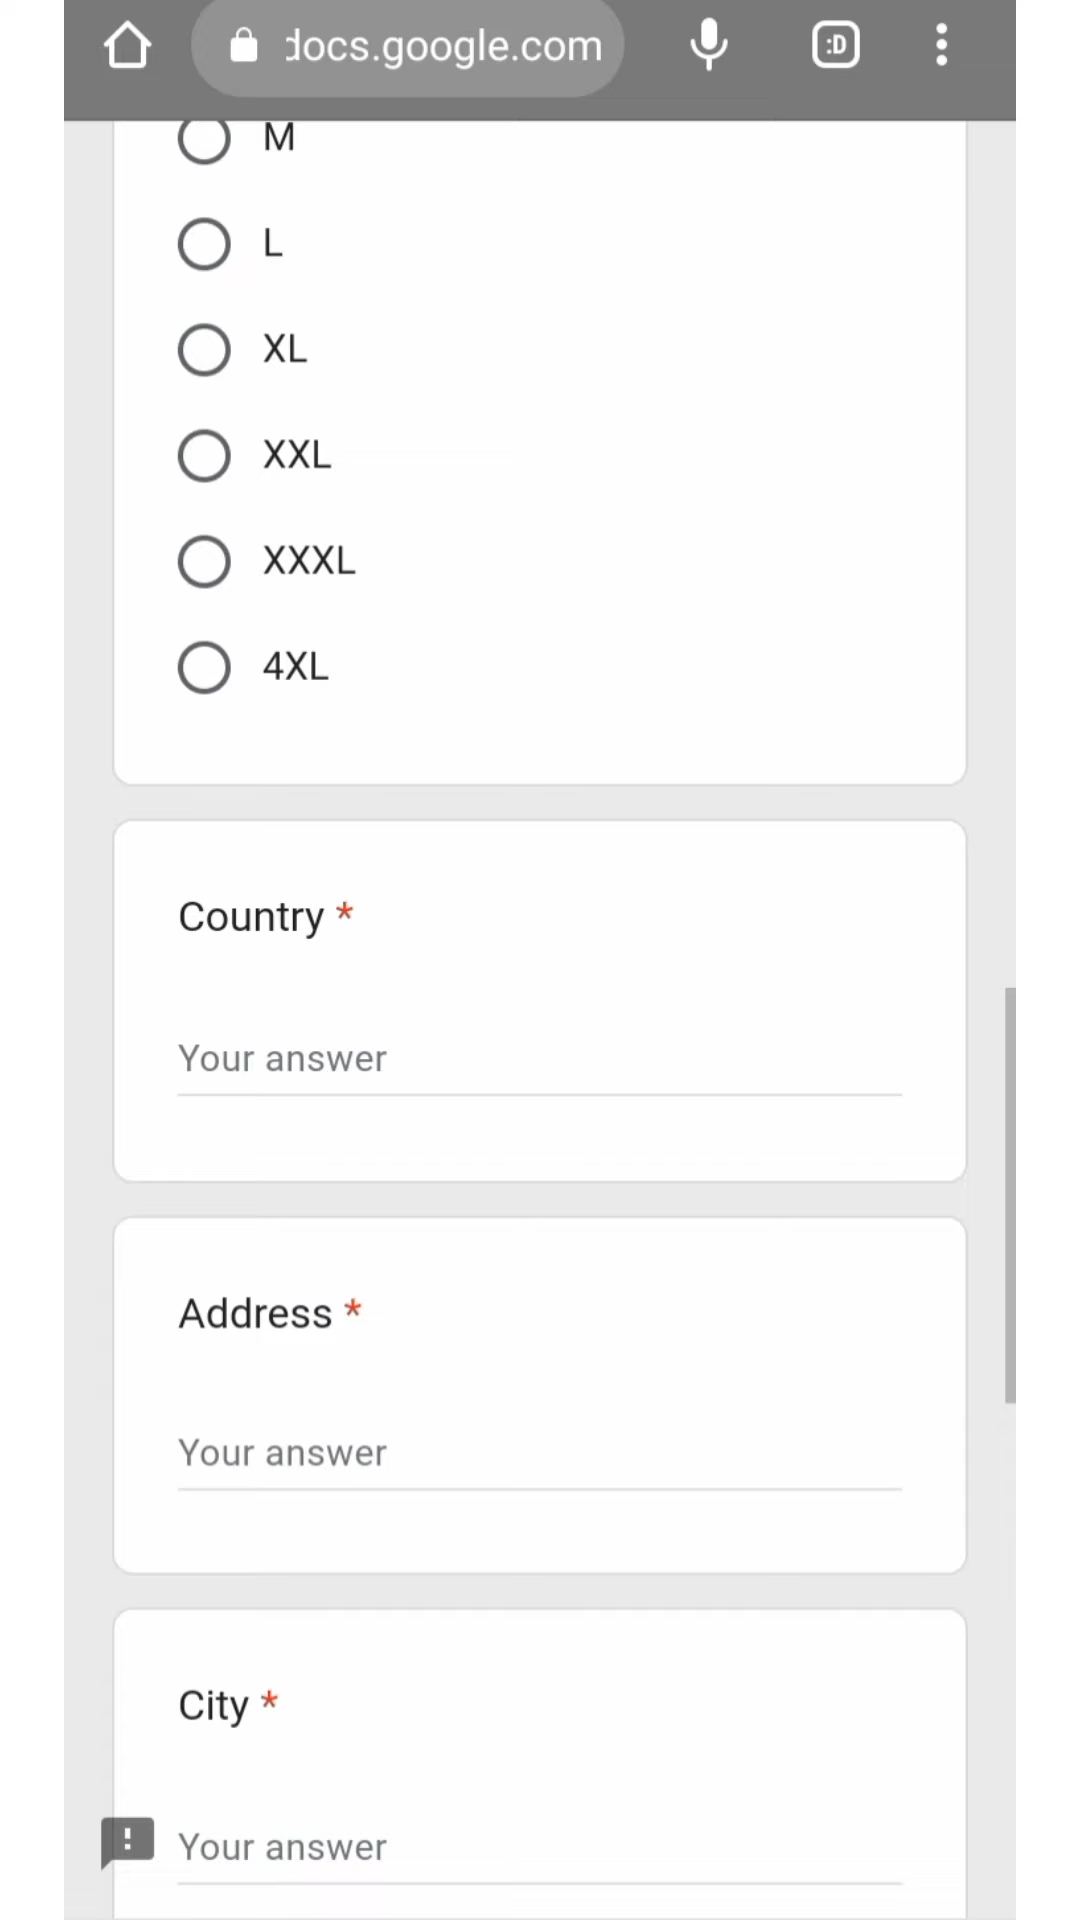 docs.google.com
:D
M
L
XL
XXL
XXXL
4XL
Country *
Your answer
Address *
Your answer
City *
Your answer